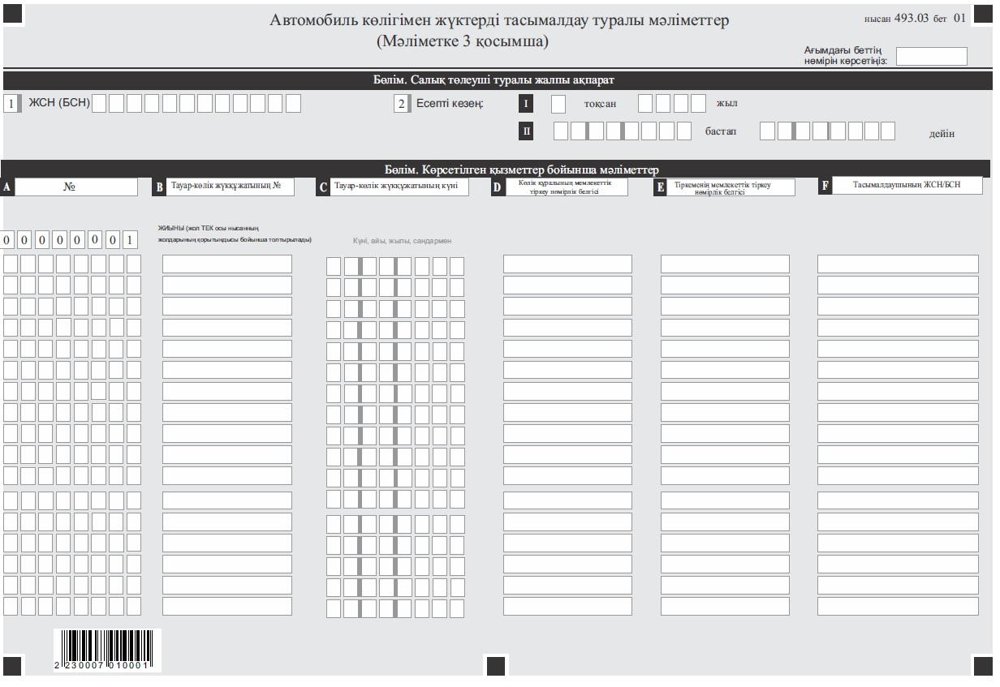 Автомобиль көлігімен жүктерді тасымалдау туралы мәліметтер
(Мәліметке 3 қосымша)
нысан 493.03 бет 01
Ағымдағы беттің
нөмірін көрсетіңіз:
Бөлім. Салық төлеуші туралы жалпы ақпарат
1 ЖСН (БСН)
2 Есепті кезең:
I тоқсан жыл
II бастап дейін
Бөлім. Көрсетілген қызметтер бойынша мәліметтер
A №
B Тауар-көлік жүкқұжатының №
C Тауар-көлік жүкқұжатының күні
D Көлік құралының мемлекеттік
тіркеу нөмірлік белгісі
E Тіркеменің мемлекеттік тіркеу
нөмірлік белгісі
F Тасымалдаушының ЖСН/БСН
0 0 0 0 0 0 0 1
ЖИЫНЫ (жол ТЕК осы нысанның
жолдарының қорытындысы бойынша толтырылады)
Күні, айы, жылы, сандармен
2 230007 010001